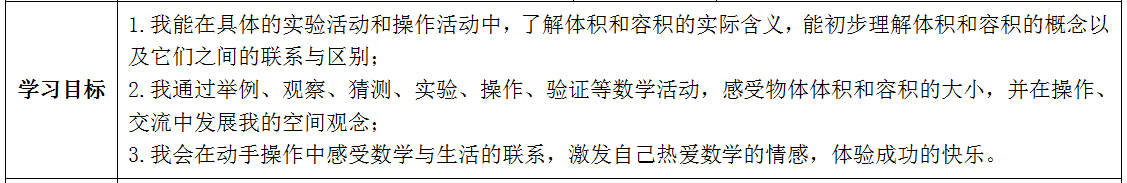 1.我能在具体的实验活动和操作活动中，了解体积和容积的实际含义，能初步理解体积和容积的概念以
及它们之间的联系与区别；
学习目标
2.我通过举例、观察、猜测、实验、操作、验证等数学活动，感受物体体积和容积的大小，并在操作、
交流中发展我的空间观念；
3.我会在动手操作中感受数学与生活的联系，激发自己热爱数学的情感，体验成功的快乐。